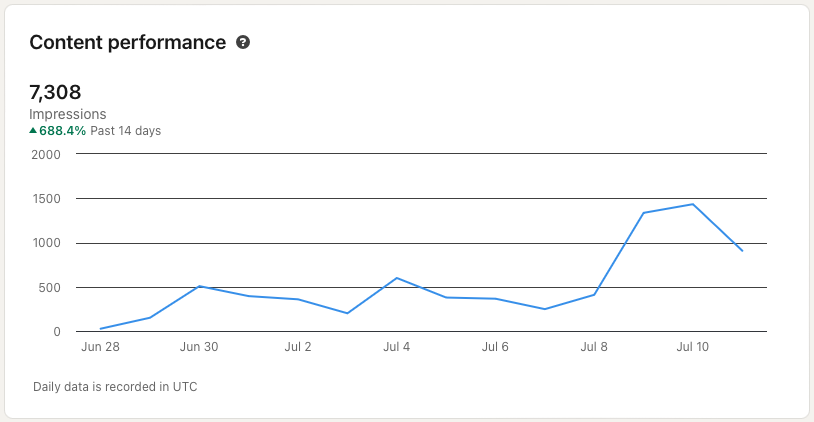 Content performance ?
7,308
Impressions
688.4% Past 14 days
2000
1500
1000
500
0
Jun 28 Jun 30 Jul 2 Jul 4 Jul 6 Jul 8 Jul 10
Daily data is recorded in UTC